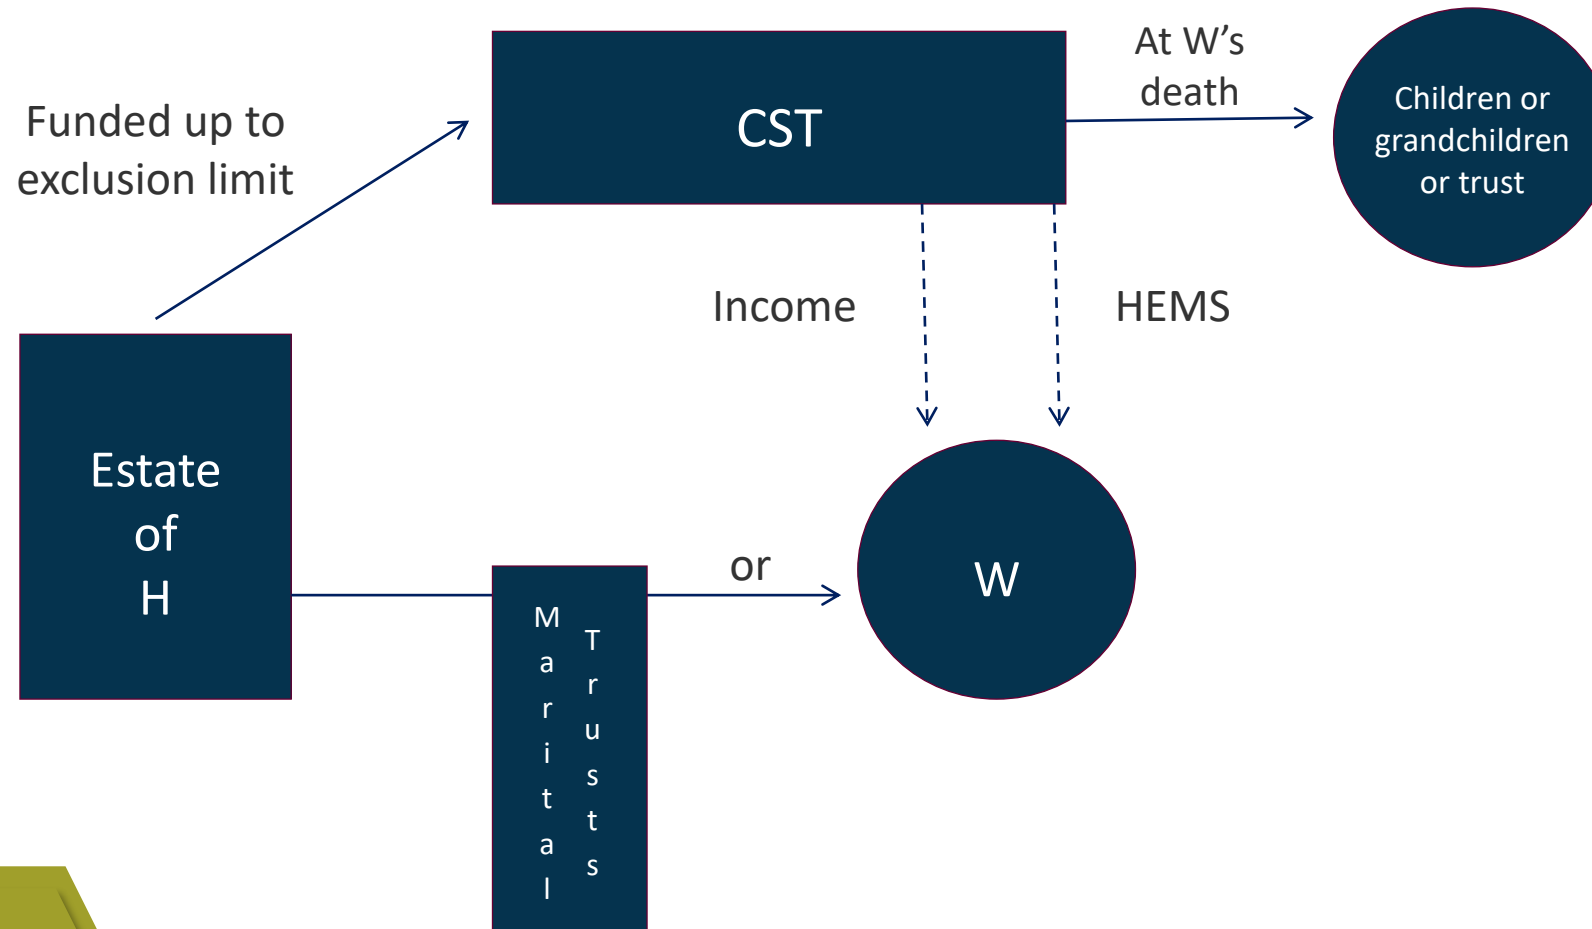 Funded up to
exclusion limit
CST
At W’s
death
Children or
grandchildren
or trust
Income
HEMS
Estate
of
H
Marital
Trusts
or
W